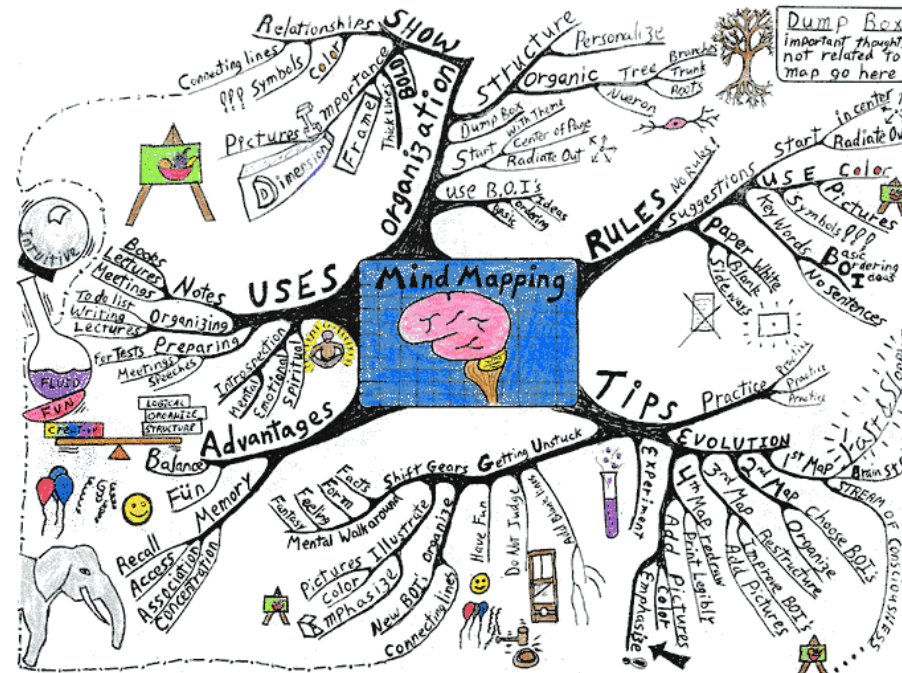 Mind Mapping
SHOW
Relationships
Connecting lines
!!! Symbols
Color
Importance
BOLD
Thick Lines
Frame
Dimension
Pictures
Organization
Structure
Personalize
Organic
Tree
Branches
Trunk
Roots
Nueron
Dump Box
Start
With Theme
Center of Page
Radiate Out
Use B.O.I's
Basic
Ordering
Ideas
Dump Box
important thought
not related to
map go here
RULES
No Rules!
Suggestions
Start
in center
Radiate Out
USE
Color
Pictures
Symbols !!!
Key Words
Basic
Ordering
Ideas
No Sentences
Paper
White
Blank
Sideways
TIPS
Practice
Practice
Practice
Practice
EVOLUTION
1st Map
Fast & Sloppy
STREAM OF CONSCIOUSNESS
2nd Map
Organize
Choose BOI's
3rd Map
Restructure
Improve BOI's
Add Pictures
4th Map
redraw
Print Legibly
Add Pictures
Add Color
Emphasize
Experiment
Getting Unstuck
Add Blank lines
Do Not Judge
Have Fun
New BOI's
organize
Connecting lines
Illustrate
Pictures
Color
Emphasize
Shift Gears
Mental Walkaround
Facts
Form
Feeling
Fantasy
Advantages
Introspection
Mental
Emotional
Spiritual
Balance
Fün
Memory
Recall
Access
Association
Concentration
LOGICAL
ORGANIZE
STRUCTURE
CREATIVE
FUN
FLUID
Intuitive
USES
Notes
Books
Lectures
Meetings
Organizing
To do list
Writing
Lectures
Preparing
For Tests
Meetings
Speeches